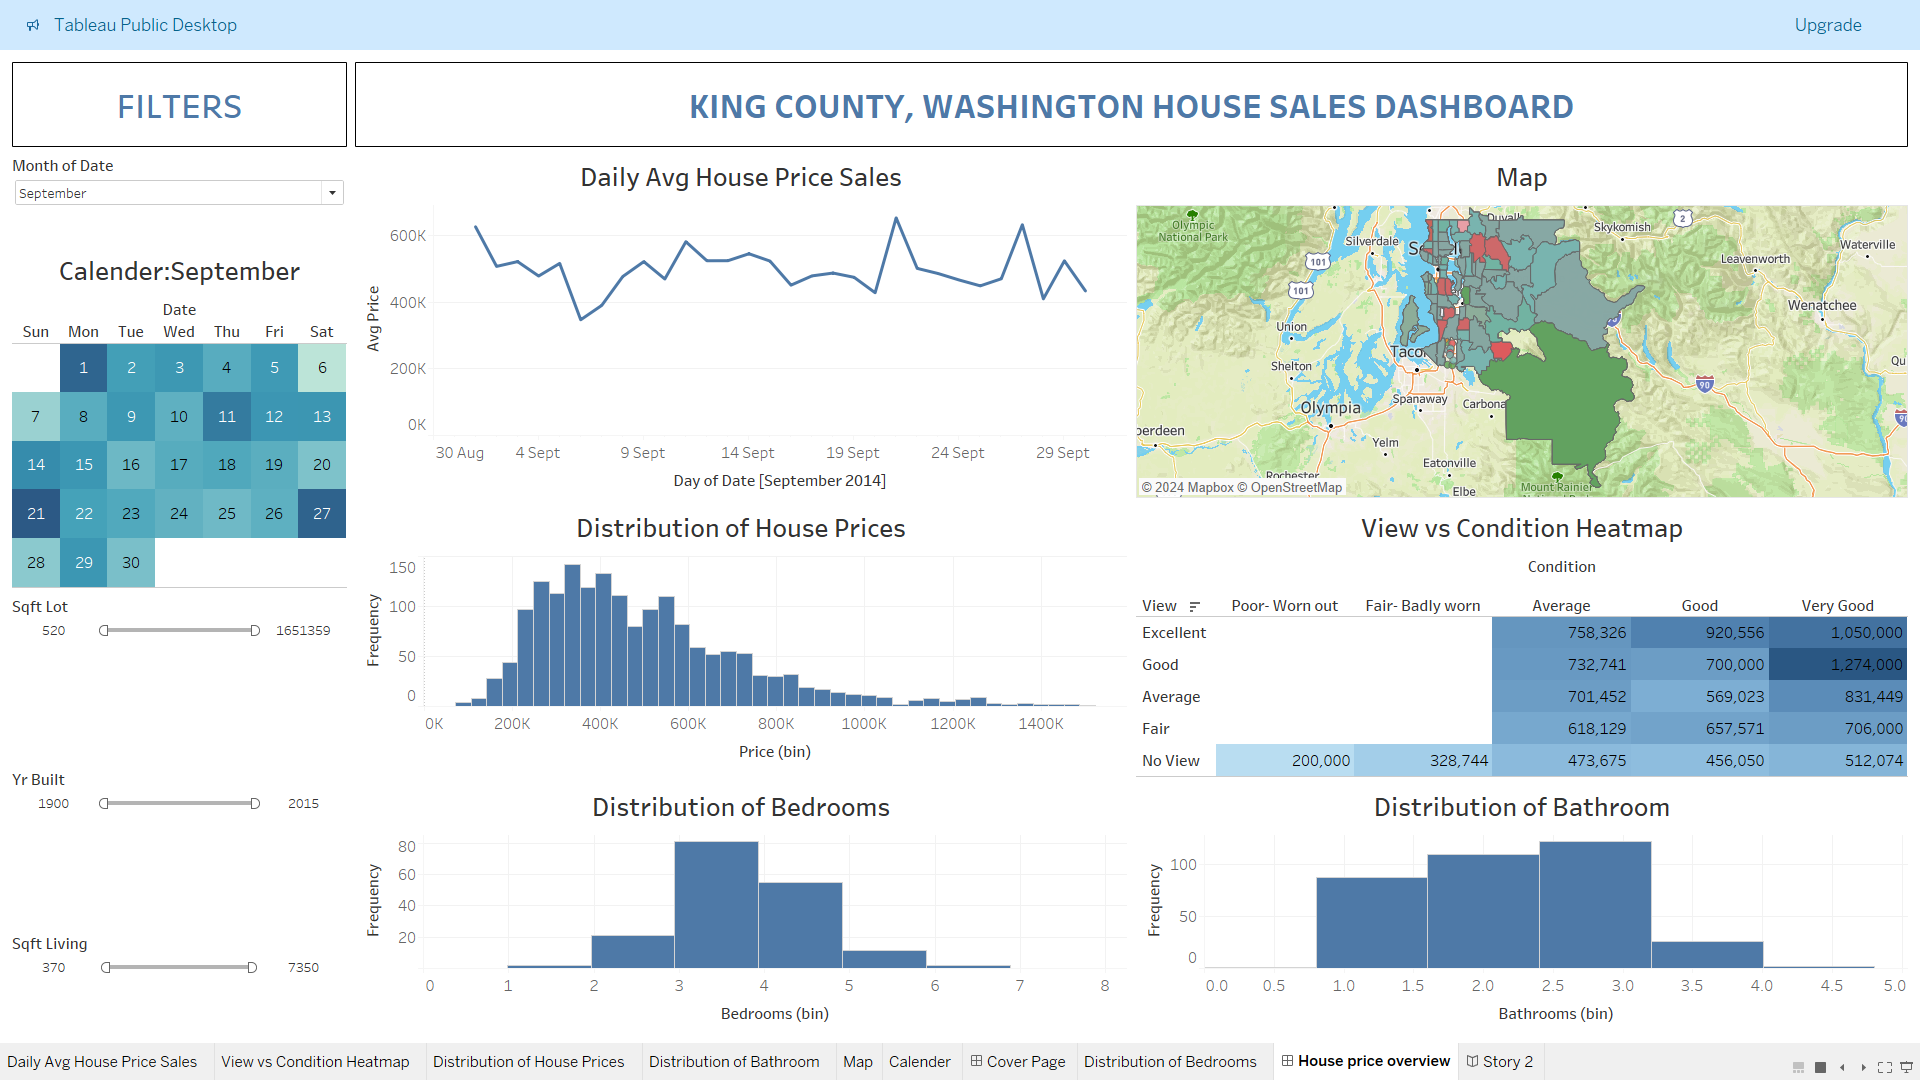 Tableau Public Desktop
Upgrade
FILTERS
KING COUNTY, WASHINGTON HOUSE SALES DASHBOARD
Month of Date
September
Calender:September
Date
Sun Mon Tue Wed Thu Fri Sat
1 2 3 4 5 6
7 8 9 10 11 12 13
14 15 16 17 18 19 20
21 22 23 24 25 26 27
28 29 30
Sqft Lot
520 1651359
Yr Built
1900 2015
Sqft Living
370 7350
Daily Avg House Price Sales
Avg Price
600K
400K
200K
0K
30 Aug 4 Sept 9 Sept 14 Sept 19 Sept 24 Sept 29 Sept
Day of Date [September 2014]
Map
Olympic
National Park
Silverdale
Duvall
Skykomish
2
Waterville
101
Leavenworth
101
Wenatchee
Union
Shelton
Spanaway
Carbona
90
Olympia
Yelm
Eatonville
Rochester
Elbe
Mount Rainier
© 2024 Mapbox © OpenStreetMap
Distribution of House Prices
Frequency
150
100
50
0
0K 200K 400K 600K 800K 1000K 1200K 1400K
Price (bin)
View vs Condition Heatmap
Condition
View Poor- Worn out Fair- Badly worn Average Good Very Good
Excellent 758,326 920,556 1,050,000
Good 732,741 700,000 1,274,000
Average 701,452 569,023 831,449
Fair 618,129 657,571 706,000
No View 200,000 328,744 473,675 456,050 512,074
Distribution of Bedrooms
Frequency
80
60
40
20
0 1 2 3 4 5 6 7 8
Bedrooms (bin)
Distribution of Bathroom
Frequency
100
50
0
0.0 0.5 1.0 1.5 2.0 2.5 3.0 3.5 4.0 4.5 5.0
Bathrooms (bin)
Daily Avg House Price Sales View vs Condition Heatmap Distribution of House Prices Distribution of Bathroom Map Calender Cover Page Distribution of Bedrooms House price overview Story 2